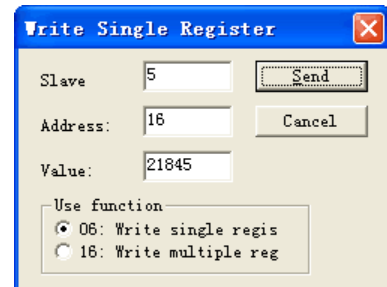 Write Single Register
Slave 5 Send
Address: 16 Cancel
Value: 21845
Use function
06: Write single regis
16: Write multiple reg